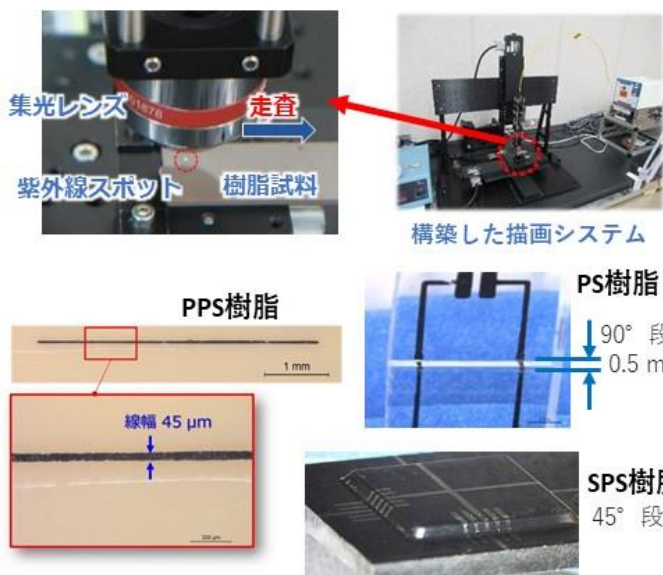 集光レンズ
走査
紫外線スポット
樹脂試料
構築した描画システム
PPS樹脂
1 mm
線幅 45 µm
200 µm
PS樹脂
90° 段
0.5 m
SPS樹脂
45° 段